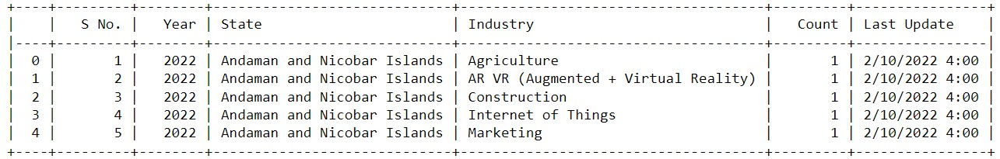 +----+---------+--------+------------------------------+---------------------------------------+---------+----------------+
|    |   S No. |   Year | State                        | Industry                              |   Count | Last Update    |
|----+---------+--------+------------------------------+---------------------------------------+---------+----------------|
|  0 |       1 |   2022 | Andaman and Nicobar Islands | Agriculture                           |       1 | 2/10/2022 4:00 |
|  1 |       2 |   2022 | Andaman and Nicobar Islands | AR VR (Augmented + Virtual Reality) |       1 | 2/10/2022 4:00 |
|  2 |       3 |   2022 | Andaman and Nicobar Islands | Construction                          |       1 | 2/10/2022 4:00 |
|  3 |       4 |   2022 | Andaman and Nicobar Islands | Internet of Things                    |       1 | 2/10/2022 4:00 |
|  4 |       5 |   2022 | Andaman and Nicobar Islands | Marketing                             |       1 | 2/10/2022 4:00 |
+----+---------+--------+------------------------------+---------------------------------------+---------+----------------+